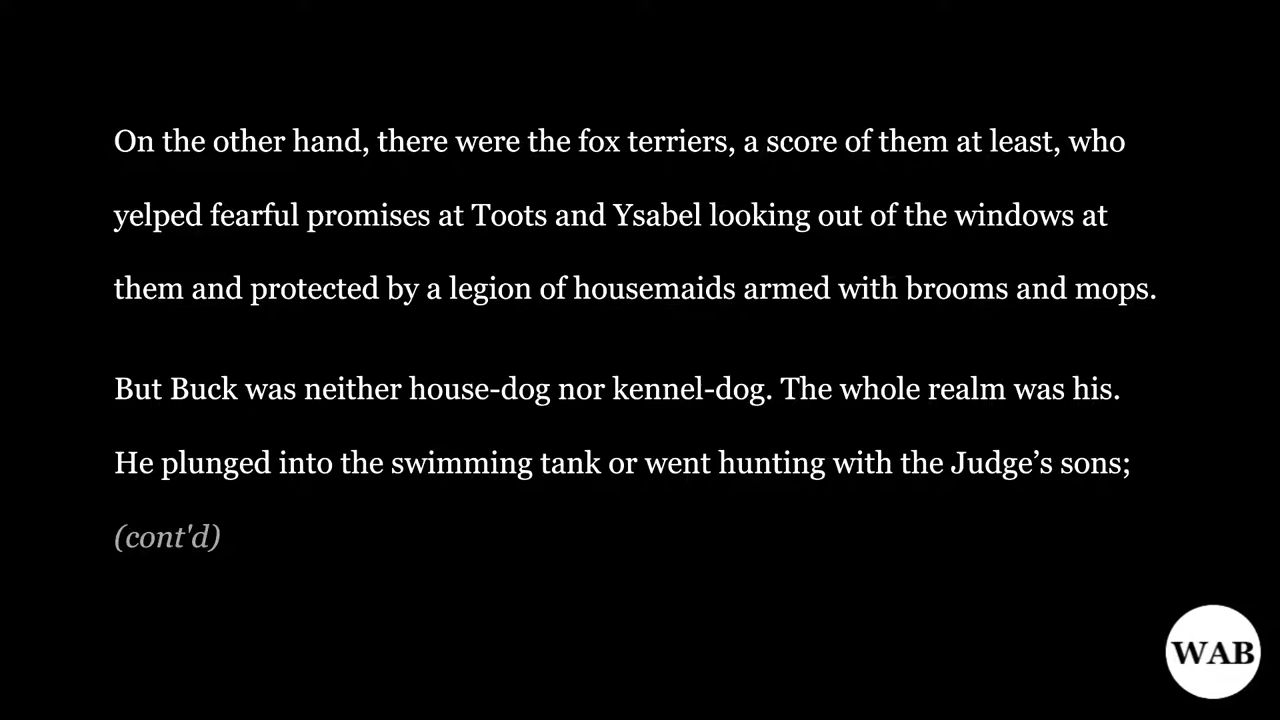 On the other hand, there were the fox terriers, a score of them at least, who
yelped fearful promises at Toots and Ysabel looking out of the windows at
them and protected by a legion of housemaids armed with brooms and mops.
But Buck was neither house-dog nor kennel-dog. The whole realm was his.
He plunged into the swimming tank or went hunting with the Judge’s sons;
(cont'd)
WAB